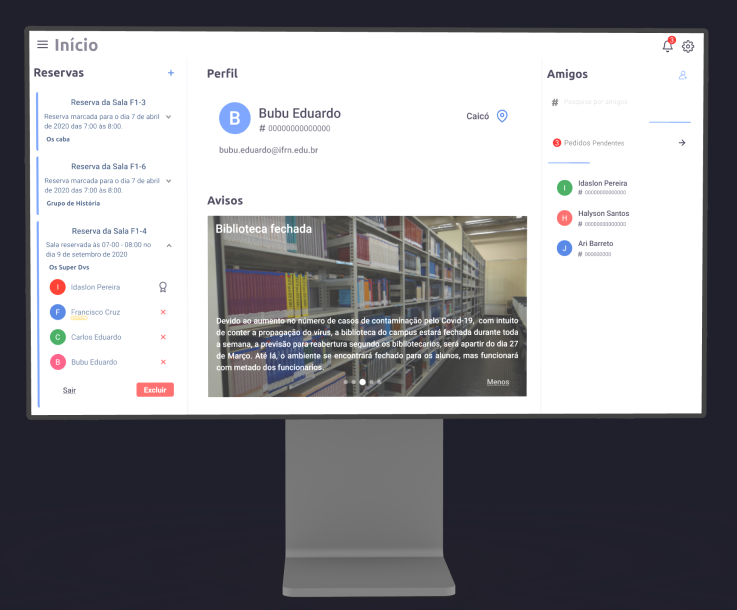 Início
3
Reservas
+
Reserva da Sala F1-3
Reserva marcada para o dia 7 de abril
de 2020 das 7:00 às 8:00.
Os caba
Reserva da Sala F1-6
Reserva marcada para o dia 7 de abril
de 2020 das 7:00 às 8:00.
Grupo de História
Reserva da Sala F1-4
Sala reservada às 07:00 - 08:00 no
dia 9 de setembro de 2020
Os Super Dvs
I Idaslon Pereira
F Francisco Cruz
C Carlos Eduardo
B Bubu Eduardo
Sair
Excluir
Perfil
B
Bubu Eduardo
# 00000000000000
Caicó
bubu.eduardo@ifrn.edu.br
Avisos
Biblioteca fechada
Devido ao aumento no número de casos de contaminação pelo Covid-19, com intuito
de conter a propagação do vírus, a biblioteca do campus estará fechada durante toda
a semana, a previsão para reabertura segundo os bibliotecários, será apartir do dia 27
de Março. Até lá, o ambiente se encontrará fechado para os alunos, mas funcionará
com metado dos funcionários.
Menos
Amigos
# Pesquise por amigos
3 Pedidos Pendentes
I Idaslon Pereira
# 0000000000000
H Halyson Santos
# 0000000000000
J Ari Barreto
# 000000000